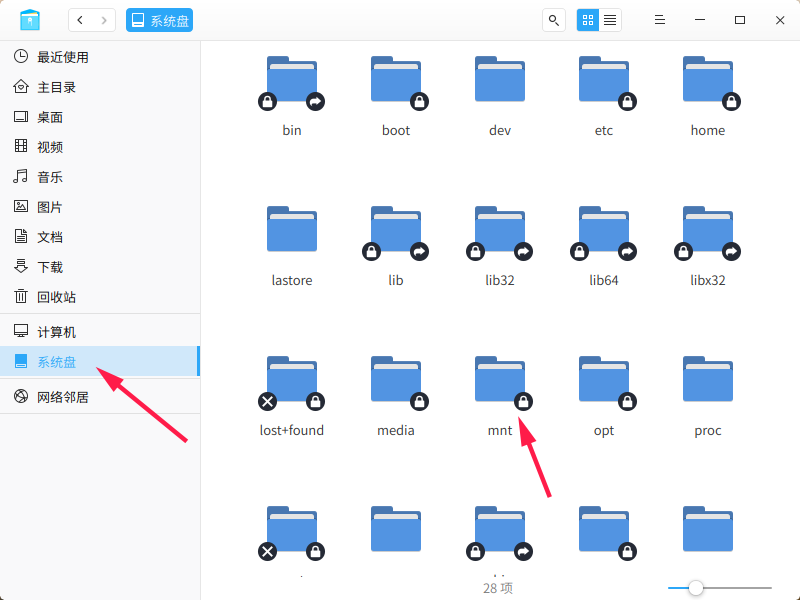 系统盘
最近使用
主目录
桌面
视频
音乐
图片
文档
下载
回收站
计算机
系统盘
网络邻居
bin boot dev etc home
lastore lib lib32 lib64 libx32
lost+found media mnt opt proc
28 项